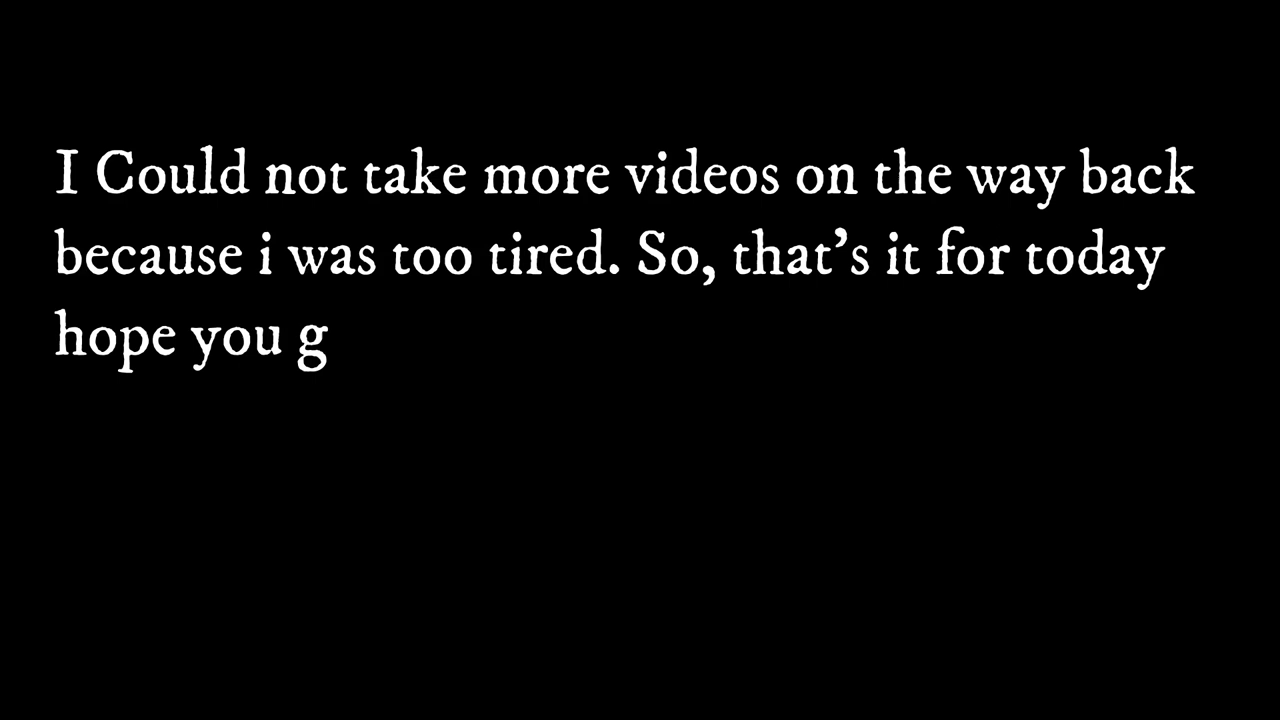 I Could not take more videos on the way back
because i was too tired. So, that's it for today
hope you g